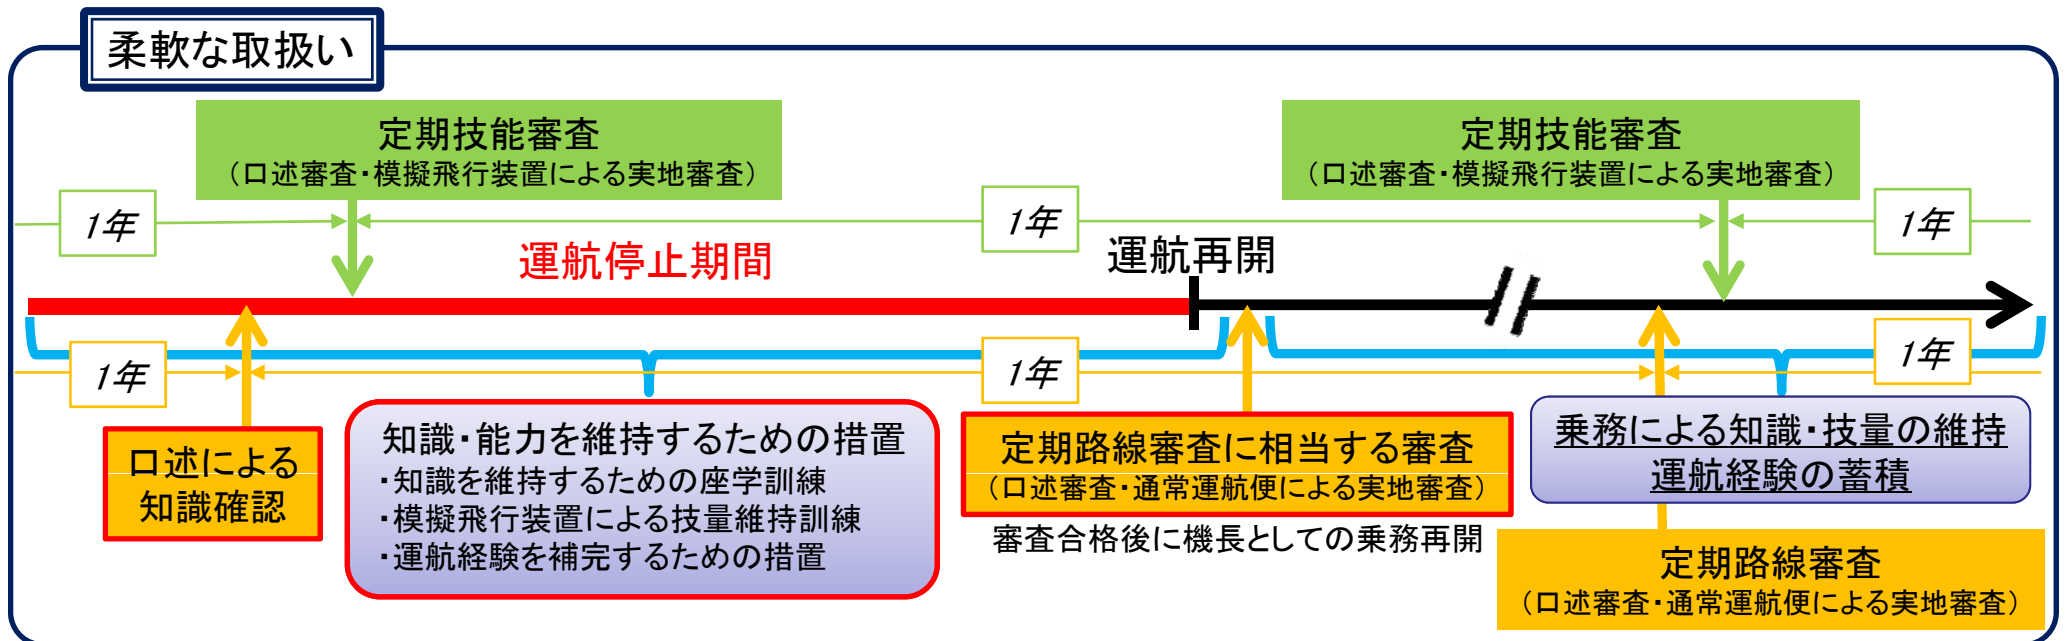 柔軟な取扱い
定期技能審査
（口述審査・模擬飛行装置による実地審査）
定期技能審査
（口述審査・模擬飛行装置による実地審査）
1年
1年
1年
運航停止期間
運航再開
1年
1年
1年
口述による
知識確認
知識・能力を維持するための措置
・知識を維持するための座学訓練
・模擬飛行装置による技量維持訓練
・運航経験を補完するための措置
定期路線審査に相当する審査
（口述審査・通常運航便による実地審査）
審査合格後に機長としての乗務再開
乗務による知識・技量の維持
運航経験の蓄積
定期路線審査
（口述審査・通常運航便による実地審査）